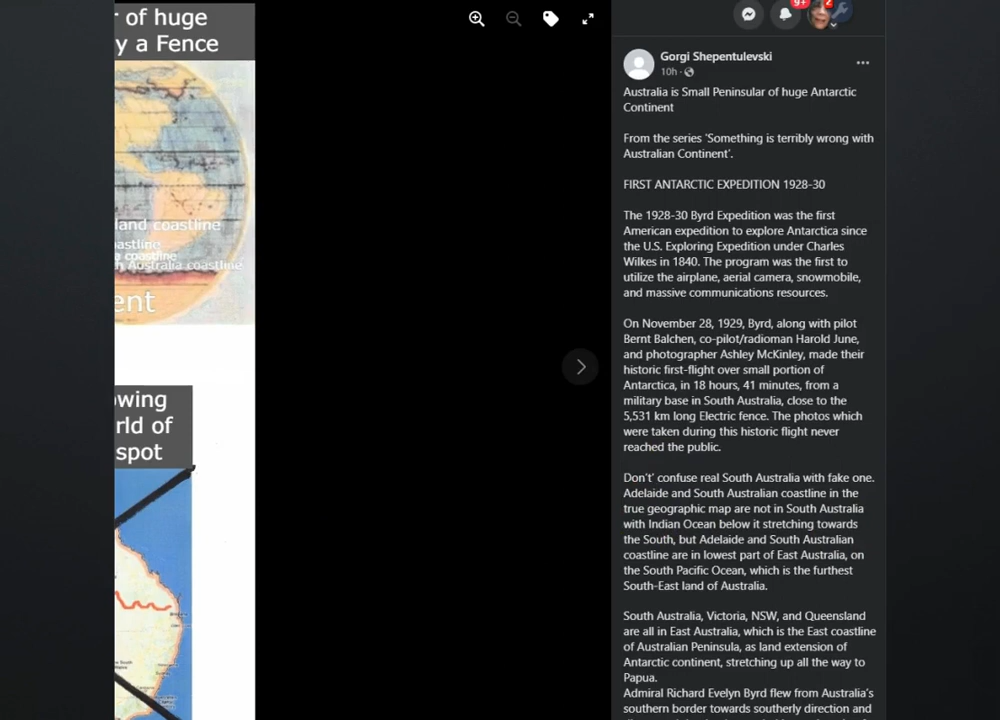 r of huge
y a Fence
land coastline
oastline
a coastline
h Australia coastline
ent
owing
rld of
spot
9+
2
Gorgi Shepentulevski
10h
Australia is Small Peninsular of huge Antarctic
Continent
From the series 'Something is terribly wrong with
Australian Continent'.
FIRST ANTARCTIC EXPEDITION 1928-30
The 1928-30 Byrd Expedition was the first
American expedition to explore Antarctica since
the U.S. Exploring Expedition under Charles
Wilkes in 1840. The program was the first to
utilize the airplane, aerial camera, snowmobile,
and massive communications resources.
On November 28, 1929, Byrd, along with pilot
Bernt Balchen, co-pilot/radioman Harold June,
and photographer Ashley McKinley, made their
historic first-flight over small portion of
Antarctica, in 18 hours, 41 minutes, from a
military base in South Australia, close to the
5,531 km long Electric fence. The photos which
were taken during this historic flight never
reached the public.
Don't' confuse real South Australia with fake one.
Adelaide and South Australian coastline in the
true geographic map are not in South Australia
with Indian Ocean below it stretching towards
the South, but Adelaide and South Australian
coastline are in lowest part of East Australia, on
the South Pacific Ocean, which is the furthest
South-East land of Australia.
South Australia, Victoria, NSW, and Queensland
are all in East Australia, which is the East coastline
of Australian Peninsula, as land extension of
Antarctic continent, stretching up all the way to
Papua.
Admiral Richard Evelyn Byrd flew from Australia's
southern border towards southerly direction and